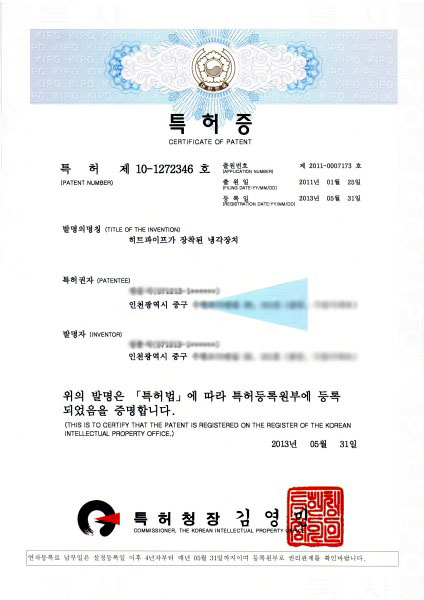 KIPO KIPO KIPO KIPO KIPO KIPO
특허증
CERTIFICATE OF PATENT
특 허 제 10-1272346 호
(PATENT NUMBER)
출원번호 제 2011-0007173 호
(APPLICATION NUMBER)
출 원 일 2011년 01월 25일
(FILING DATE:YY/MM/DD)
등 록 일 2013년 05월 31일
(REGISTRATION DATE:YY/MM/DD)
발명의명칭 (TITLE OF THE INVENTION)
히트파이프가 장착된 냉각장치
특허권자 (PATENTEE)
인천광역시 중구
발명자 (INVENTOR)
인천광역시 중구
위의 발명은 「특허법」에 따라 특허등록원부에 등록
되었음을 증명합니다.
(THIS IS TO CERTIFY THAT THE PATENT IS REGISTERED ON THE REGISTER OF THE KOREAN
INTELLECTUAL PROPERTY OFFICE.)
2013년 05월 31일
특허청장 김영민
COMMISSIONER, THE KOREAN INTELLECTUAL PROPERTY
연차등록료 납부일은 설정등록일 이후 4년차부터 매년 05월 31일까지이며 등록원부로 권리관계를 확인바랍니다.